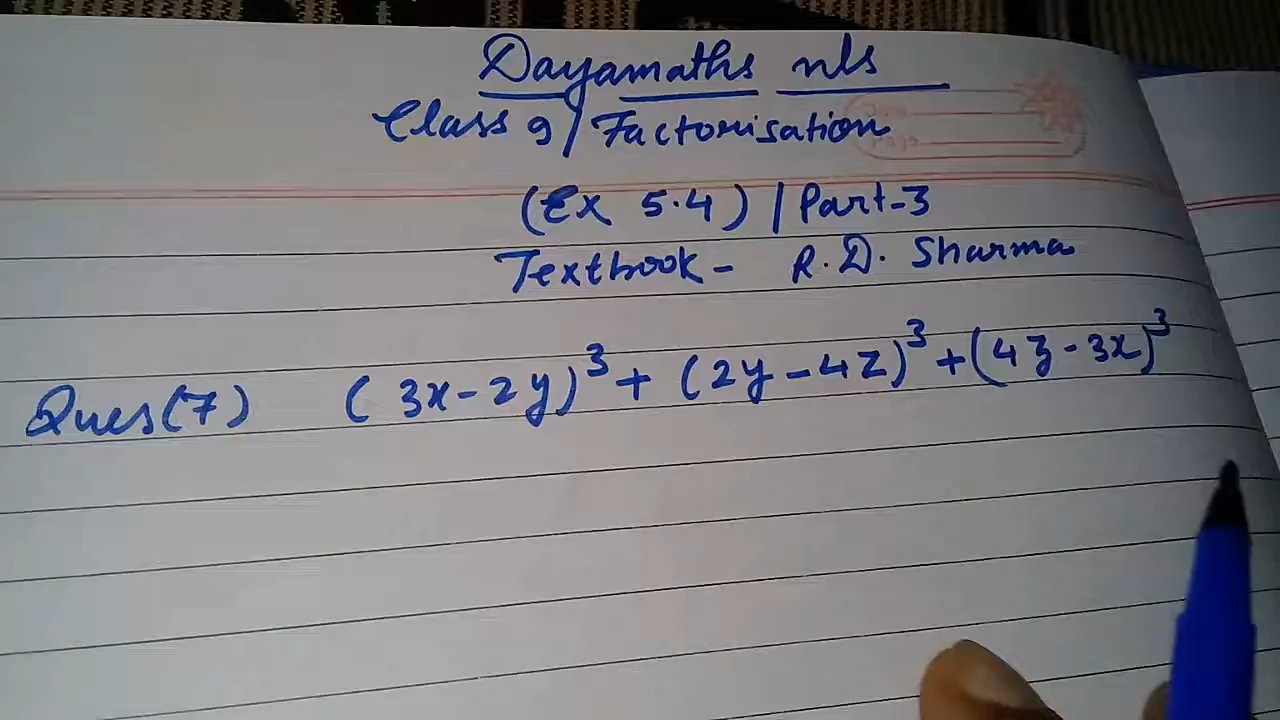 Dayamaths nls
Class 9/Factorisation
(Ex 5.4) | Part-3
Textbook - R.D. Sharma
Ques(7) (3x-2y)³ + (2y-4z)³ + (4z-3x)³